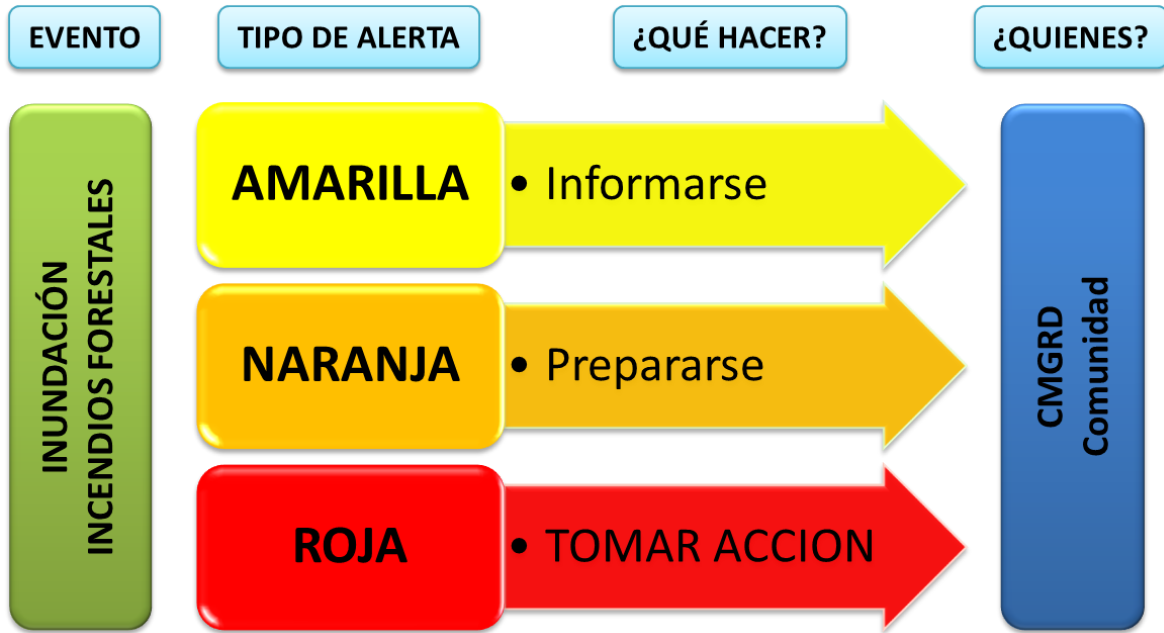 EVENTO
TIPO DE ALERTA
¿QUÉ HACER?
¿QUIENES?
INUNDACIÓN
INCENDIOS FORESTALES
AMARILLA
• Informarse
NARANJA
• Prepararse
ROJA
• TOMAR ACCION
CMGRD
Comunidad